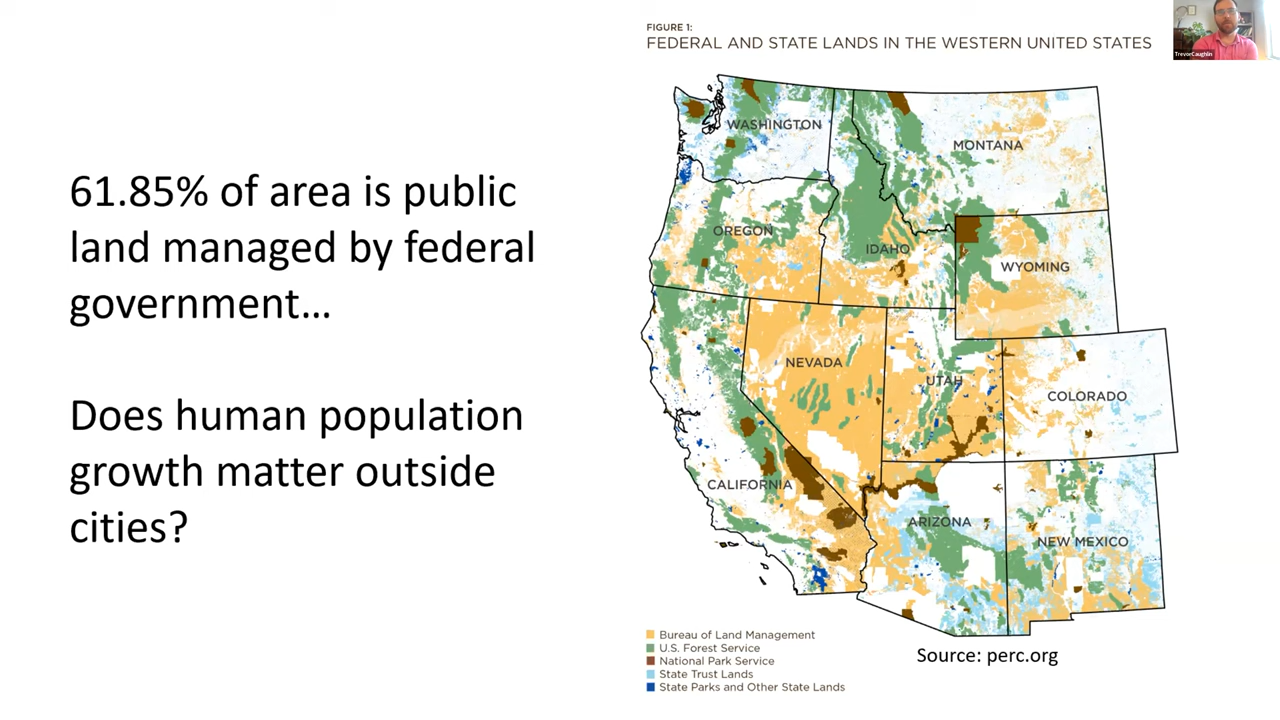 61.85% of area is public
land managed by federal
government...
Does human population
growth matter outside
cities?
FIGURE 1:
FEDERAL AND STATE LANDS IN THE WESTERN UNITED STATES
TrevorCaughlin
WASHINGTON
MONTANA
OREGON
IDAHO
WYOMING
NEVADA
UTAH
COLORADO
CALIFORNIA
ARIZONA
NEW MEXICO
Bureau of Land Management
U.S. Forest Service
National Park Service
State Trust Lands
State Parks and Other State Lands
Source: perc.org